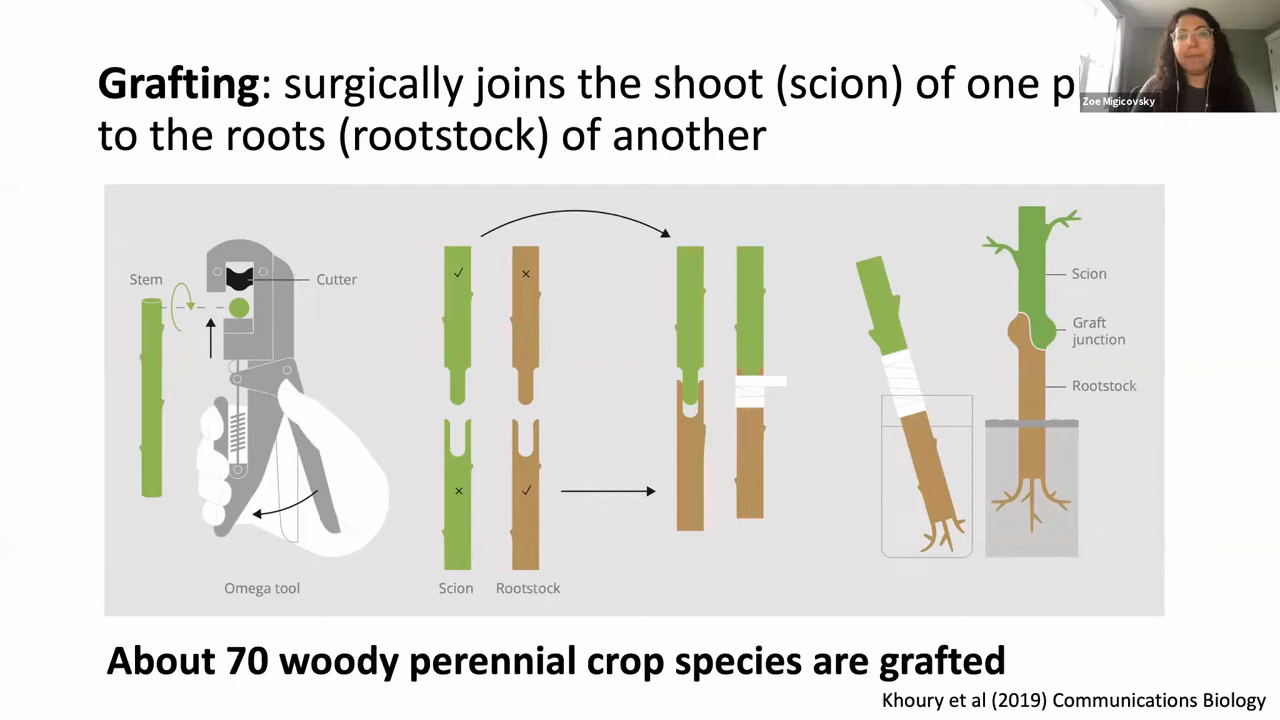 Grafting: surgically joins the shoot (scion) of one p
to the roots (rootstock) of another
Zoe Migicovsky
Stem
Cutter
Omega tool
✓
×
×
✓
Scion
Rootstock
Scion
Graft
junction
Rootstock
About 70 woody perennial crop species are grafted
Khoury et al (2019) Communications Biology